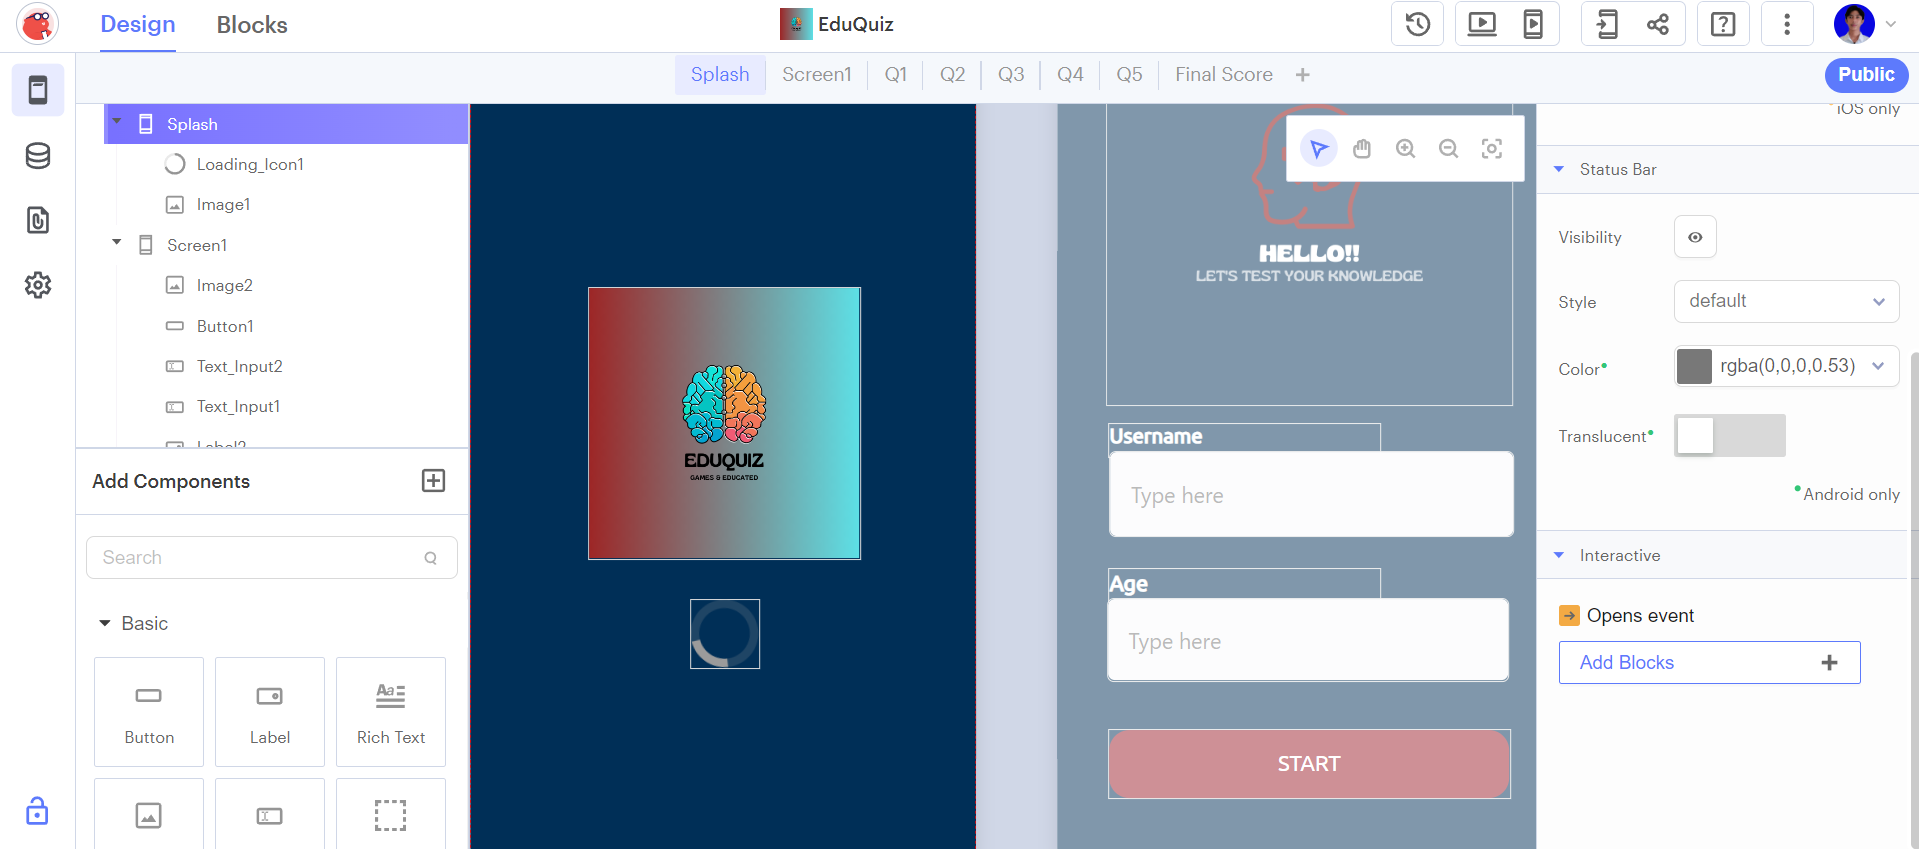 Design
Blocks
EduQuiz
Splash
Screen1
Q1
Q2
Q3
Q4
Q5
Final Score
Public
Splash
Loading_Icon1
Image1
Screen1
Image2
Button1
Text_Input2
Text_Input1
Label2
Add Components
Search
Basic
Button
Label
Rich Text
EDUQUIZ
GAMES & EDUCATED
HELLO!!
LET'S TEST YOUR KNOWLEDGE
Username
Type here
Age
Type here
START
iOS only
Status Bar
Visibility
Style
default
Color
rgba(0,0,0,0.53)
Translucent
Android only
Interactive
Opens event
Add Blocks